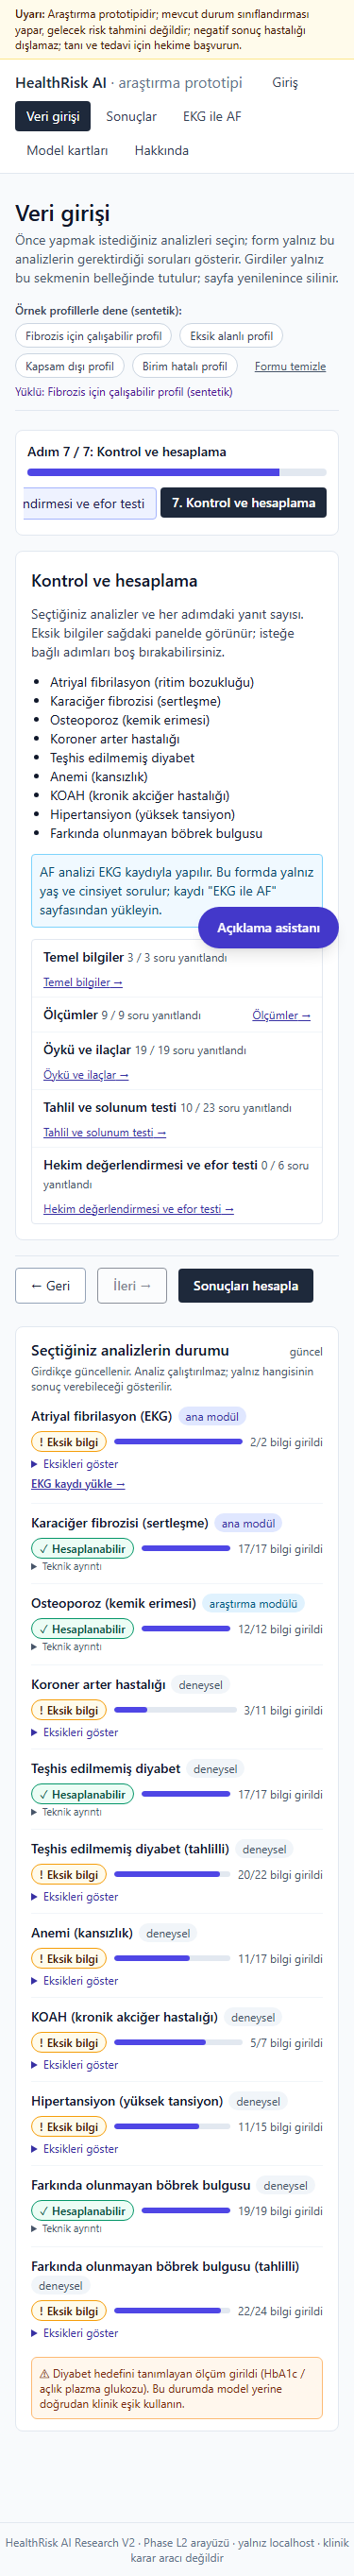 Uyarı: Araştırma prototipidir; mevcut durum sınıflandırması
yapar, gelecek risk tahmini değildir; negatif sonuç hastalığı
dışlamaz; tanı ve tedavi için hekime başvurun.
HealthRisk AI · araştırma prototipi Giriş
Veri girişi Sonuçlar EKG ile AF
Model kartları Hakkında
Veri girişi
Önce yapmak istediğiniz analizleri seçin; form yalnız bu
analizlerin gerektirdiği soruları gösterir. Girdiler yalnız
bu sekmenin belleğinde tutulur; sayfa yenilenince silinir.
Örnek profillerle dene (sentetik):
Fibrozis için çalışabilir profil Eksik alanlı profil
Kapsam dışı profil Birim hatalı profil Formu temizle
Yüklü: Fibrozis için çalışabilir profil (sentetik)
Adım 7 / 7: Kontrol ve hesaplama
ndirmesi ve efor testi 7. Kontrol ve hesaplama
Kontrol ve hesaplama
Seçtiğiniz analizler ve her adımdaki yanıt sayısı.
Eksik bilgiler sağdaki panelde görünür; isteğe
bağlı adımları boş bırakabilirsiniz.
• Atriyal fibrilasyon (ritim bozukluğu)
• Karaciğer fibrozisi (sertleşme)
• Osteoporoz (kemik erimesi)
• Koroner arter hastalığı
• Teşhis edilmemiş diyabet
• Anemi (kansızlık)
• KOAH (kronik akciğer hastalığı)
• Hipertansiyon (yüksek tansiyon)
• Farkında olunmayan böbrek bulgusu
AF analizi EKG kaydıyla yapılır. Bu formda yalnız
yaş ve cinsiyet sorulur; kaydı "EKG ile AF"
sayfasından yükleyin.
Açıklama asistanı
Temel bilgiler 3 / 3 soru yanıtlandı
Temel bilgiler →
Ölçümler 9 / 9 soru yanıtlandı Ölçümler →
Öykü ve ilaçlar 19 / 19 soru yanıtlandı
Öykü ve ilaçlar →
Tahlil ve solunum testi 10 / 23 soru yanıtlandı
Tahlil ve solunum testi →
Hekim değerlendirmesi ve efor testi 0 / 6 soru
yanıtlandı
Hekim değerlendirmesi ve efor testi →
← Geri İleri → Sonuçları hesapla
Seçtiğiniz analizlerin durumu güncel
Girdikçe güncellenir. Analiz çalıştırılmaz; yalnız hangisinin
sonuç verebileceği gösterilir.
Atriyal fibrilasyon (EKG) ana modül
! Eksik bilgi 2/2 bilgi girildi
▶ Eksikleri göster
EKG kaydı yükle →
Karaciğer fibrozisi (sertleşme) ana modül
✓ Hesaplanabilir 17/17 bilgi girildi
▶ Teknik ayrıntı
Osteoporoz (kemik erimesi) araştırma modülü
✓ Hesaplanabilir 12/12 bilgi girildi
▶ Teknik ayrıntı
Koroner arter hastalığı deneysel
! Eksik bilgi 3/11 bilgi girildi
▶ Eksikleri göster
Teşhis edilmemiş diyabet deneysel
✓ Hesaplanabilir 17/17 bilgi girildi
▶ Teknik ayrıntı
Teşhis edilmemiş diyabet (tahlilli) deneysel
! Eksik bilgi 20/22 bilgi girildi
▶ Eksikleri göster
Anemi (kansızlık) deneysel
! Eksik bilgi 11/17 bilgi girildi
▶ Eksikleri göster
KOAH (kronik akciğer hastalığı) deneysel
! Eksik bilgi 5/7 bilgi girildi
▶ Eksikleri göster
Hipertansiyon (yüksek tansiyon) deneysel
! Eksik bilgi 11/15 bilgi girildi
▶ Eksikleri göster
Farkında olunmayan böbrek bulgusu deneysel
✓ Hesaplanabilir 19/19 bilgi girildi
▶ Teknik ayrıntı
Farkında olunmayan böbrek bulgusu (tahlilli)
deneysel
! Eksik bilgi 22/24 bilgi girildi
▶ Eksikleri göster
⚠ Diyabet hedefini tanımlayan ölçüm girildi (HbA1c /
açlık plazma glukozu). Bu durumda model yerine
doğrudan klinik eşik kullanın.
HealthRisk AI Research V2 · Phase L2 arayüzü · yalnız localhost · klinik
karar aracı değildir